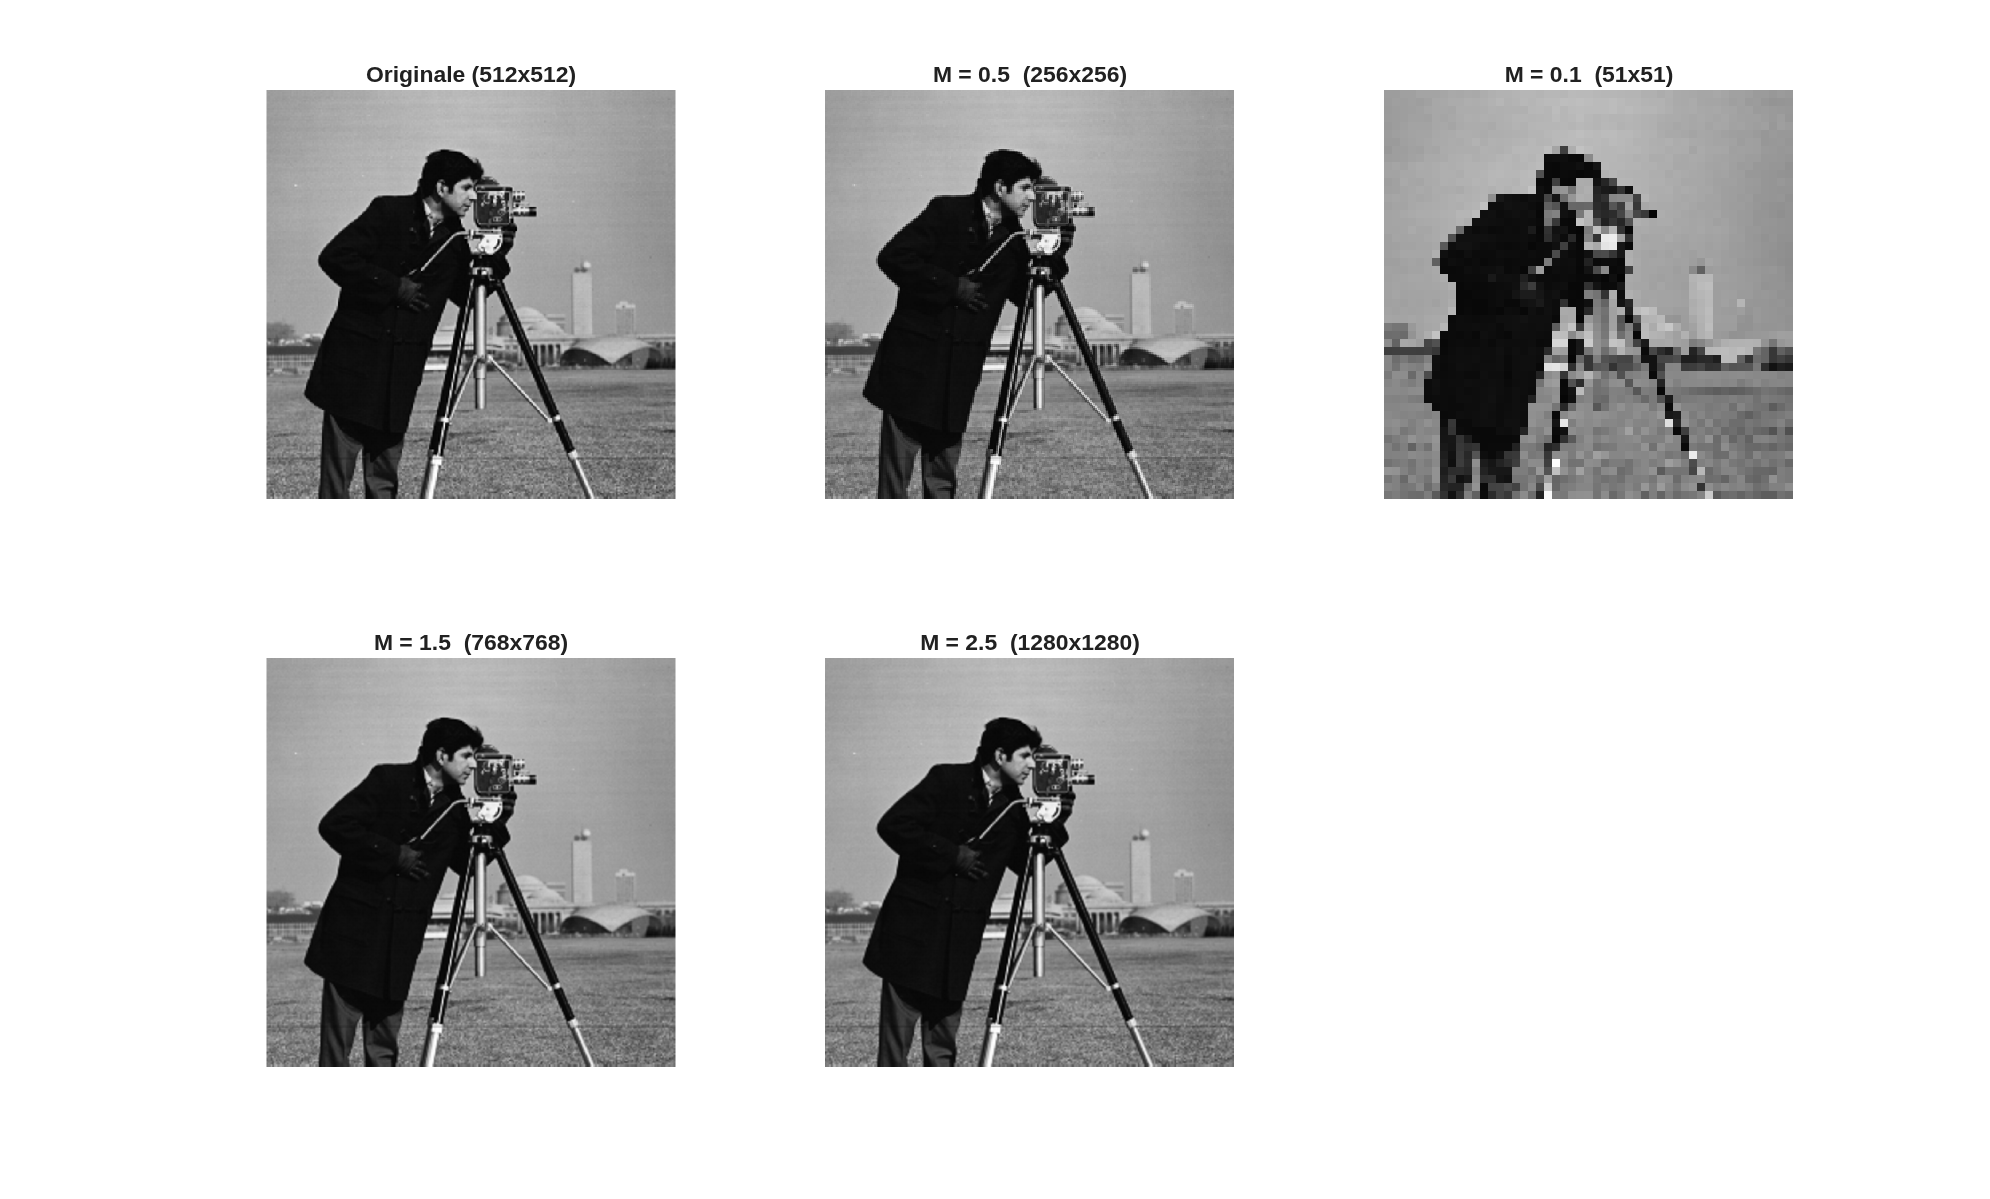 Originale (512x512)
M = 0.5  (256x256)
M = 0.1  (51x51)
M = 1.5  (768x768)
M = 2.5  (1280x1280)